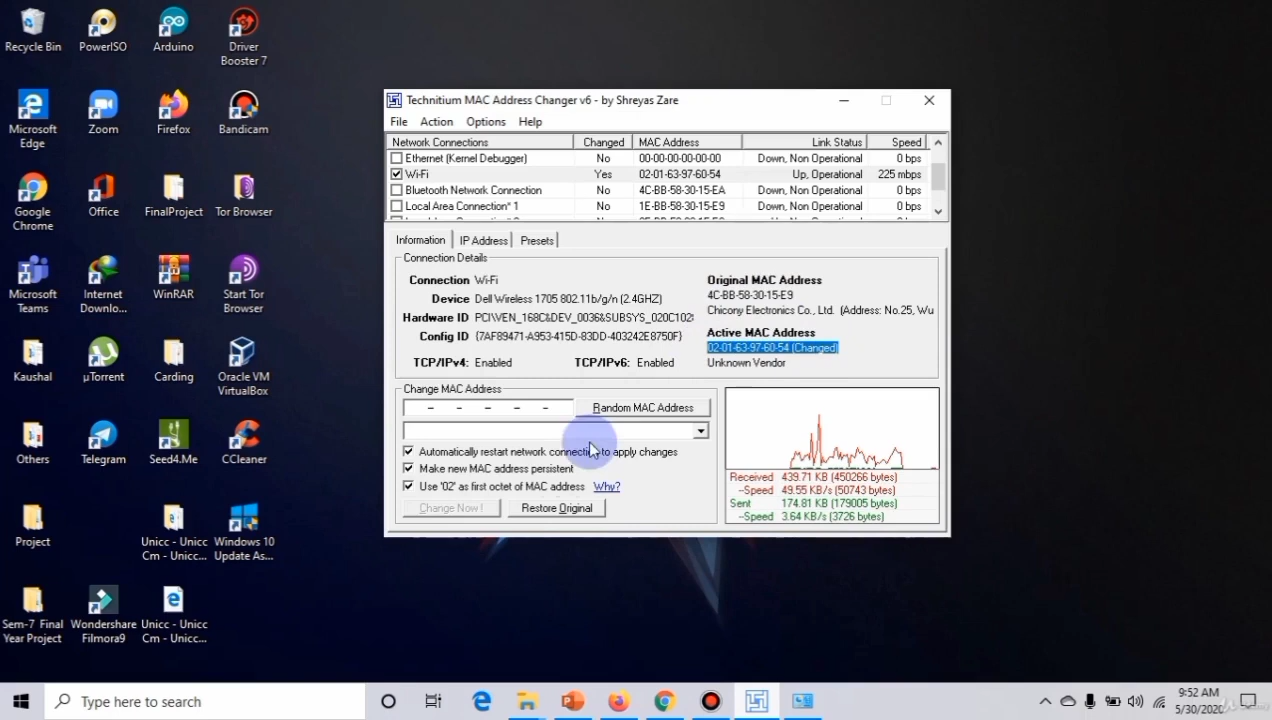 Recycle Bin
PowerISO
Arduino
Driver
Booster 7
Microsoft
Edge
Zoom
Firefox
Bandicam
Google
Chrome
Office
FinalProject
Tor Browser
Microsoft
Teams
Internet
Downlo...
WinRAR
Start Tor
Browser
Kaushal
µTorrent
Carding
Oracle VM
VirtualBox
Others
Telegram
Seed4.Me
CCleaner
Project
Unicc - Unicc
Cm - Unicc...
Windows 10
Update As...
Sem-7 Final
Year Project
Wondershare
Filmora9
Unicc - Unicc
Cm - Unicc...
Technitium MAC Address Changer v6 - by Shreyas Zare
File Action Options Help
Network Connections Changed MAC Address Link Status Speed
Ethernet (Kernel Debugger) No 00-00-00-00-00-00 Down, Non Operational 0 bps
Wi-Fi Yes 02-01-63-97-60-54 Up, Operational 225 mbps
Bluetooth Network Connection No 4C-BB-58-30-15-EA Down, Non Operational 0 bps
Local Area Connection* 1 No 1E-BB-58-30-15-E9 Down, Non Operational 0 bps
Information IP Address Presets
Connection Details
Connection Wi-Fi
Device Dell Wireless 1705 802.11b/g/n (2.4GHZ)
Hardware ID PCI\VEN_168C&DEV_0036&SUBSYS_020C102
Config ID {7AF89471-A953-415D-83DD-403242E8750F}
TCP/IPv4: Enabled TCP/IPv6: Enabled
Original MAC Address
4C-BB-58-30-15-E9
Chicony Electronics Co., Ltd. (Address: No.25, Wu
Active MAC Address
02-01-63-97-60-54 (Changed)
Unknown Vendor
Change MAC Address
– – – – –
Random MAC Address
Automatically restart network connection to apply changes
Make new MAC address persistent
Use '02' as first octet of MAC address Why?
Change Now !
Restore Original
Received 439.71 KB (450266 bytes)
--Speed 49.55 KB/s (50743 bytes)
Sent 174.81 KB (179005 bytes)
--Speed 3.64 KB/s (3726 bytes)
Type here to search
9:52 AM
5/30/2020